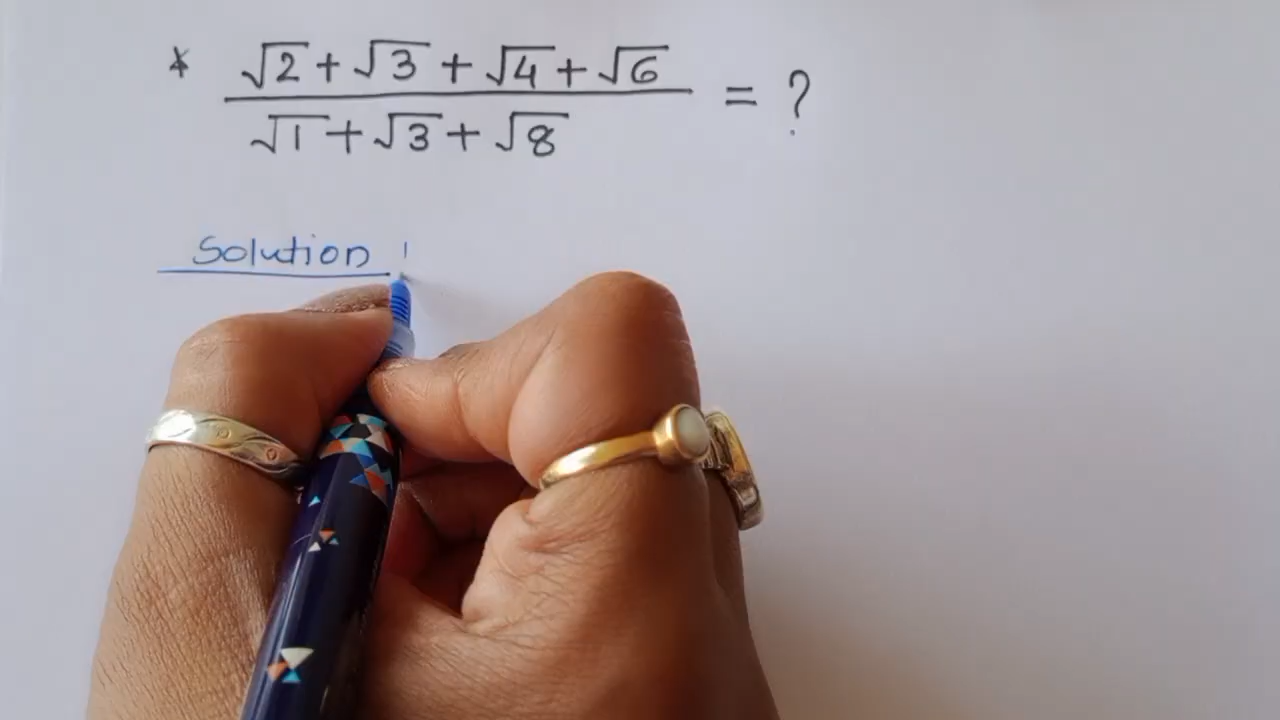 * √2 + √3 + √4 + √6
√1 + √3 + √8
= ?
Solution